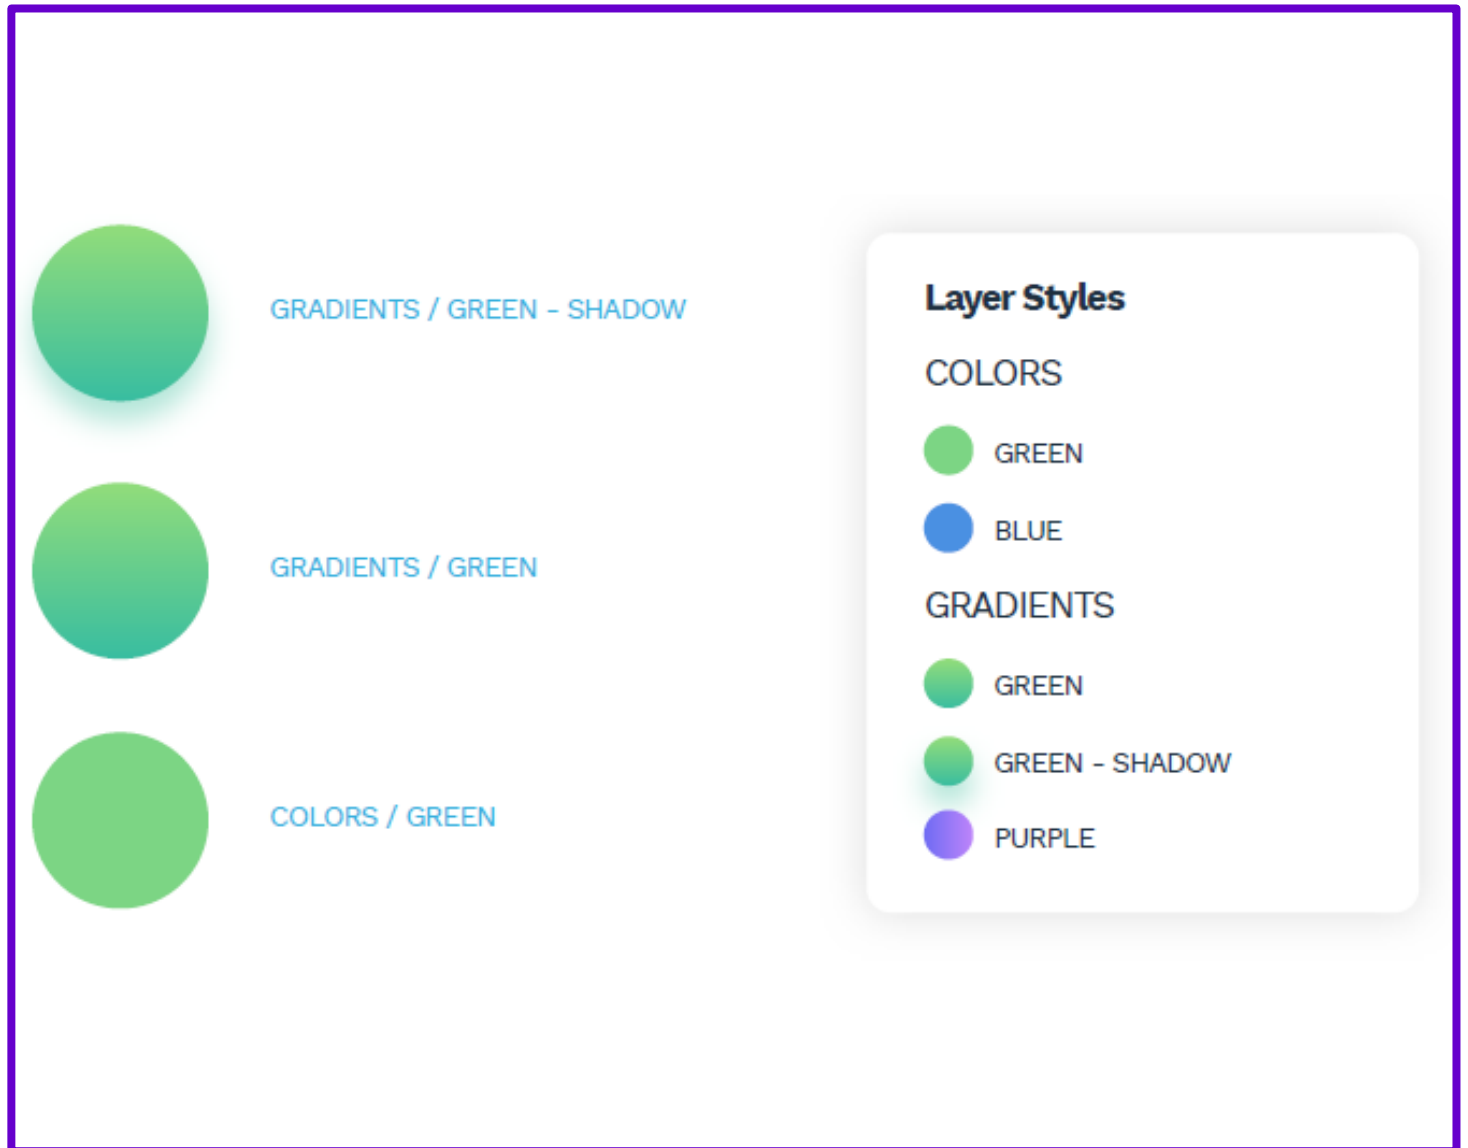 GRADIENTS / GREEN - SHADOW
GRADIENTS / GREEN
COLORS / GREEN
Layer Styles
COLORS
GREEN
BLUE
GRADIENTS
GREEN
GREEN - SHADOW
PURPLE